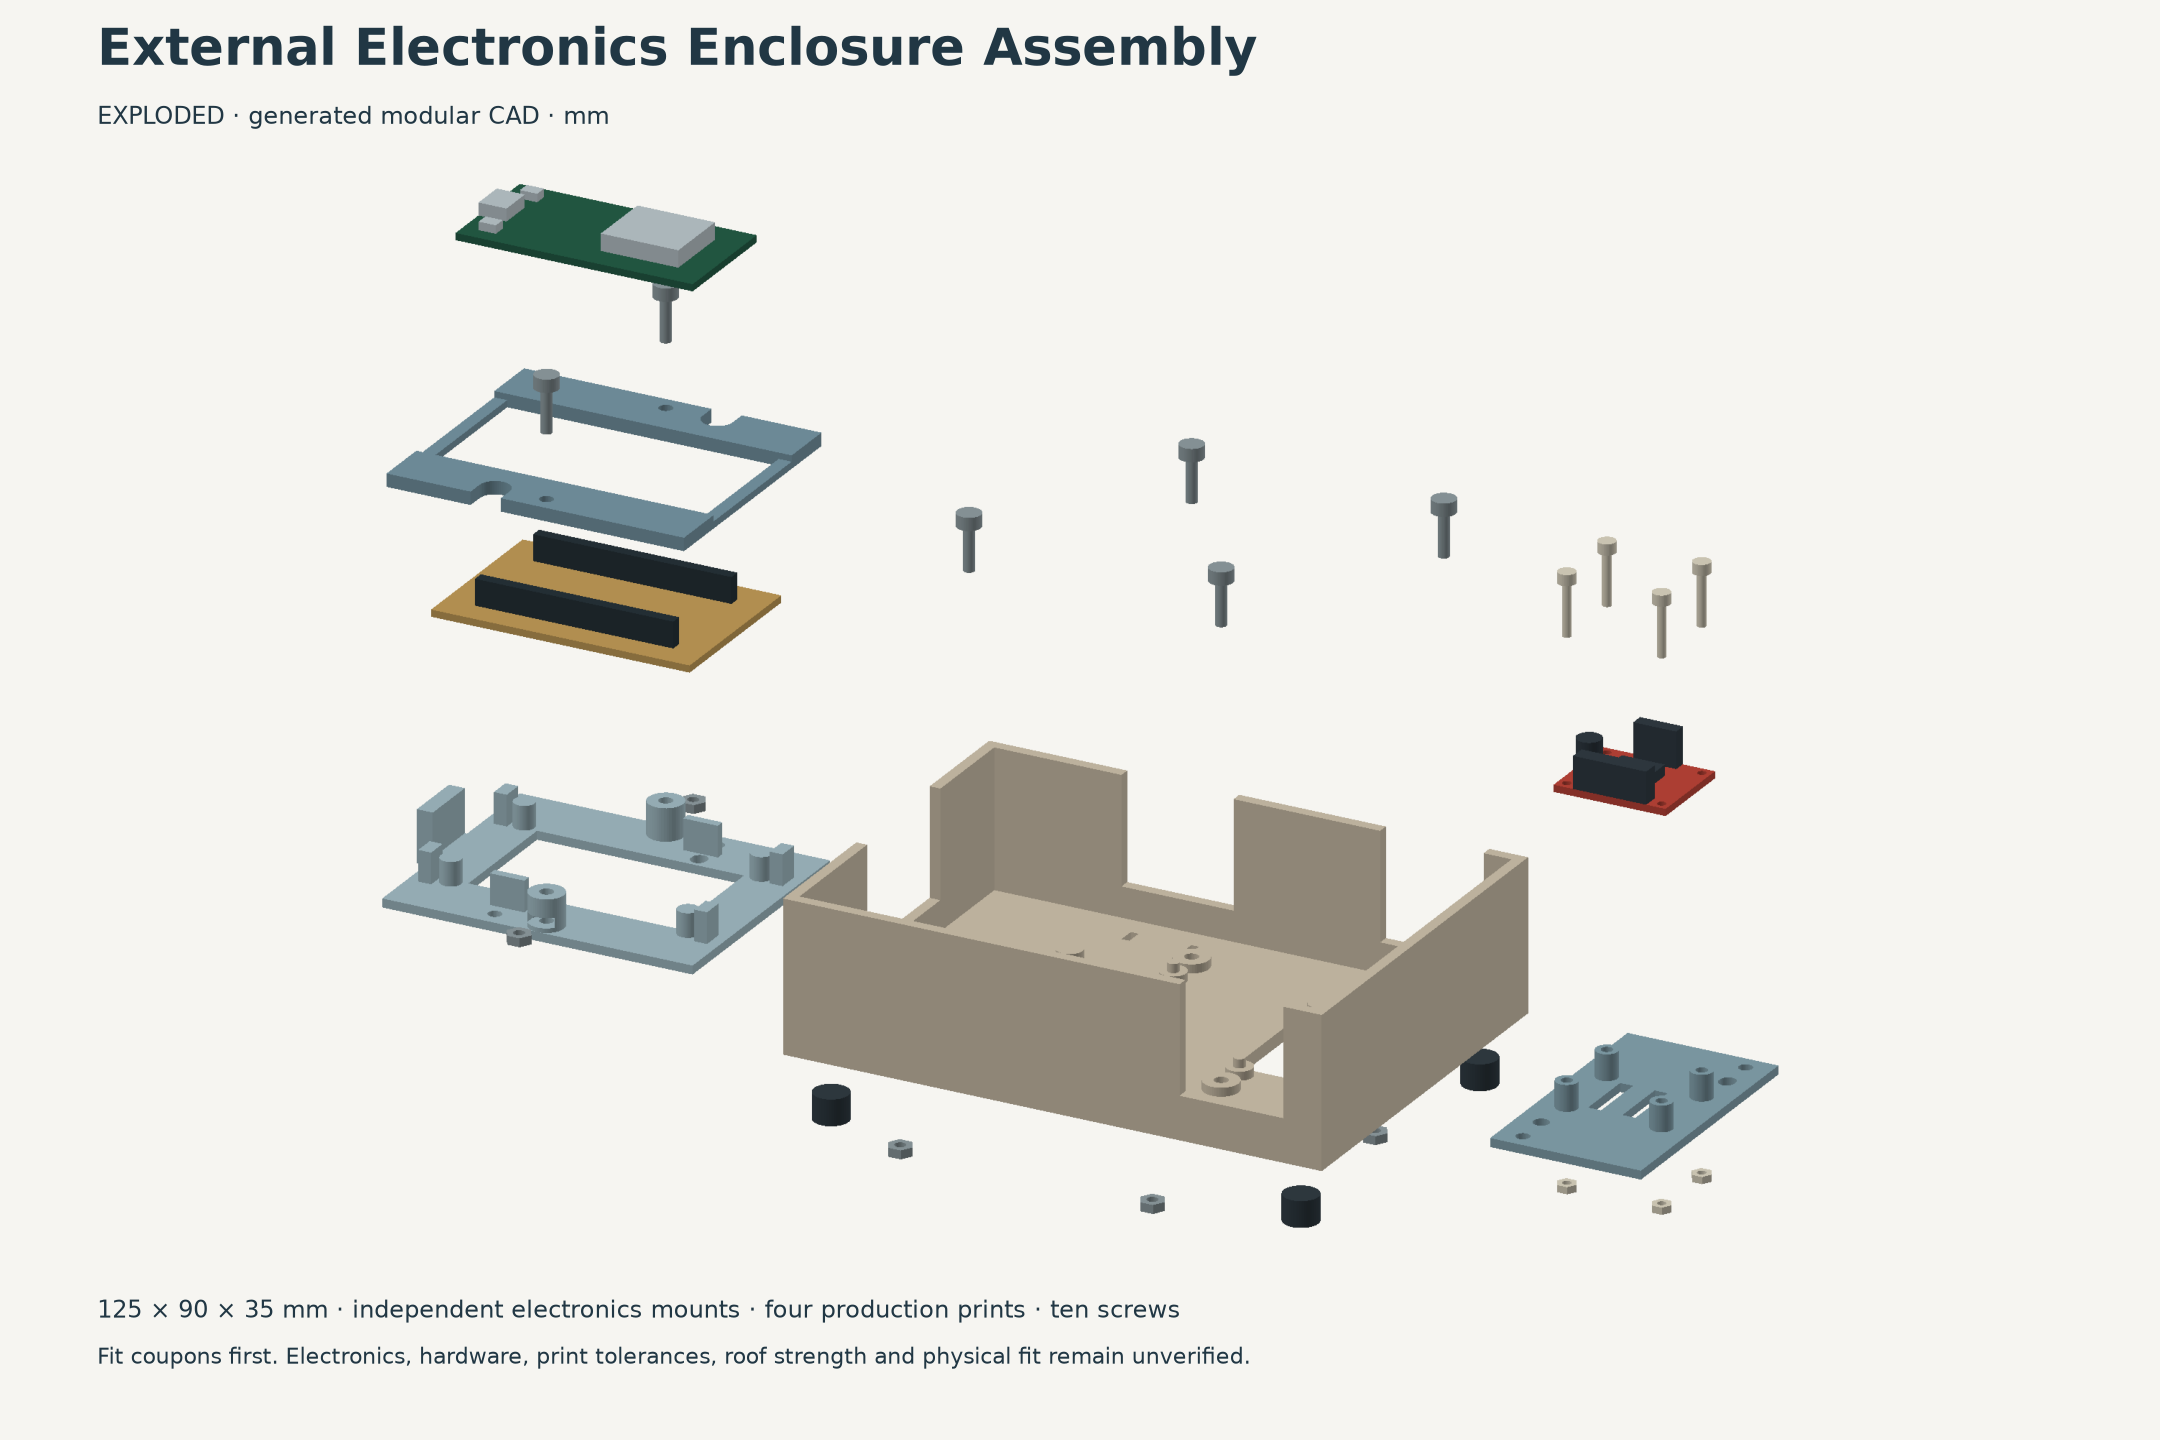 External Electronics Enclosure Assembly
EXPLODED · generated modular CAD · mm
125 × 90 × 35 mm · independent electronics mounts · four production prints · ten screws
Fit coupons first. Electronics, hardware, print tolerances, roof strength and physical fit remain unverified.